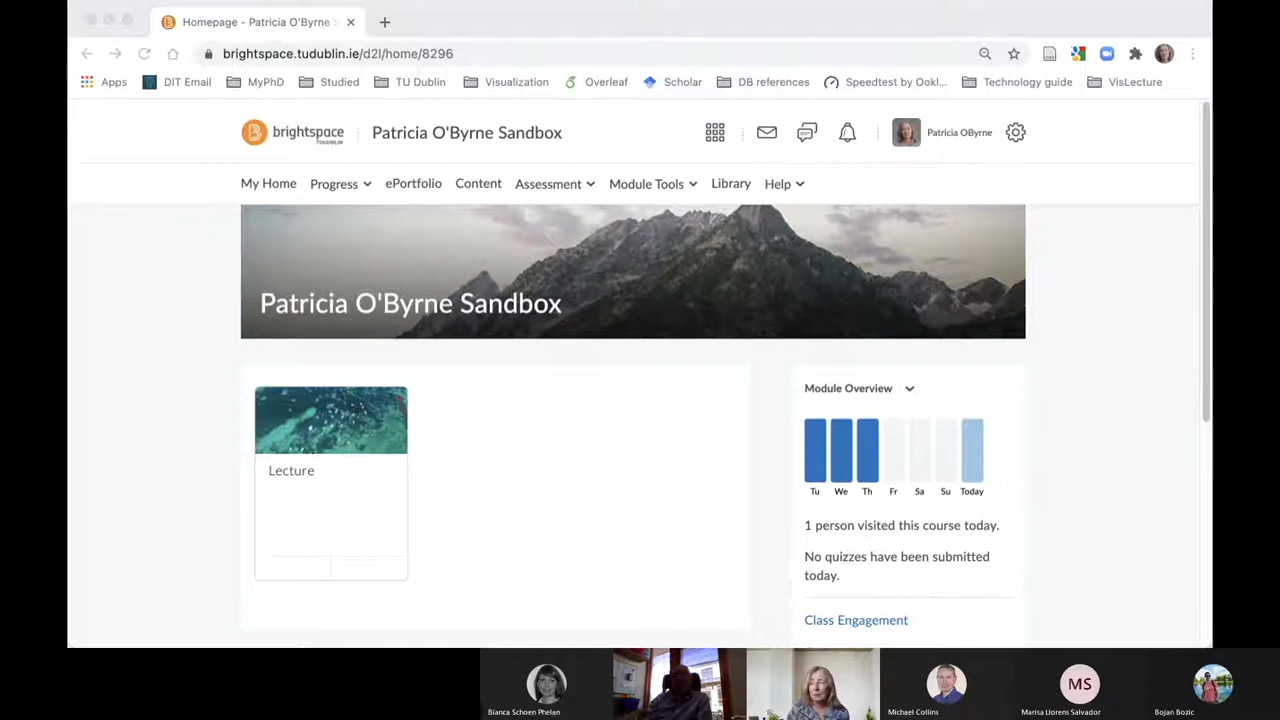 Homepage - Patricia O'Byrne S
brightspace.tudublin.ie/d2l/home/8296
Apps DIT Email MyPhD Studied TU Dublin Visualization Overleaf Scholar DB references Speedtest by Ookl... Technology guide VisLecture
brightspace Patricia O'Byrne Sandbox Patricia OByrne
TU DUBLIN
My Home Progress ePortfolio Content Assessment Module Tools Library Help
Patricia O'Byrne Sandbox
Lecture
Module Overview
Tu We Th Fr Sa Su Today
1 person visited this course today.
No quizzes have been submitted
today.
Class Engagement
MS
Bianca Schoen Phelan Michael Collins Marisa Llorens Salvador Bojan Bozic